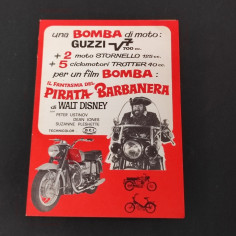 una BOMBA di moto:
GUZZI V7 700 cc.
+ 2 moto STORNELLO 125 cc.
+ 5 ciclomotori TROTTER 40 cc.
per un film BOMBA:
IL FANTASMA DEL
PIRATA BARBANERA
di WALT DISNEY
con PETER USTINOV
DEAN JONES
SUZANNE PLESHETTE
TECHNICOLOR